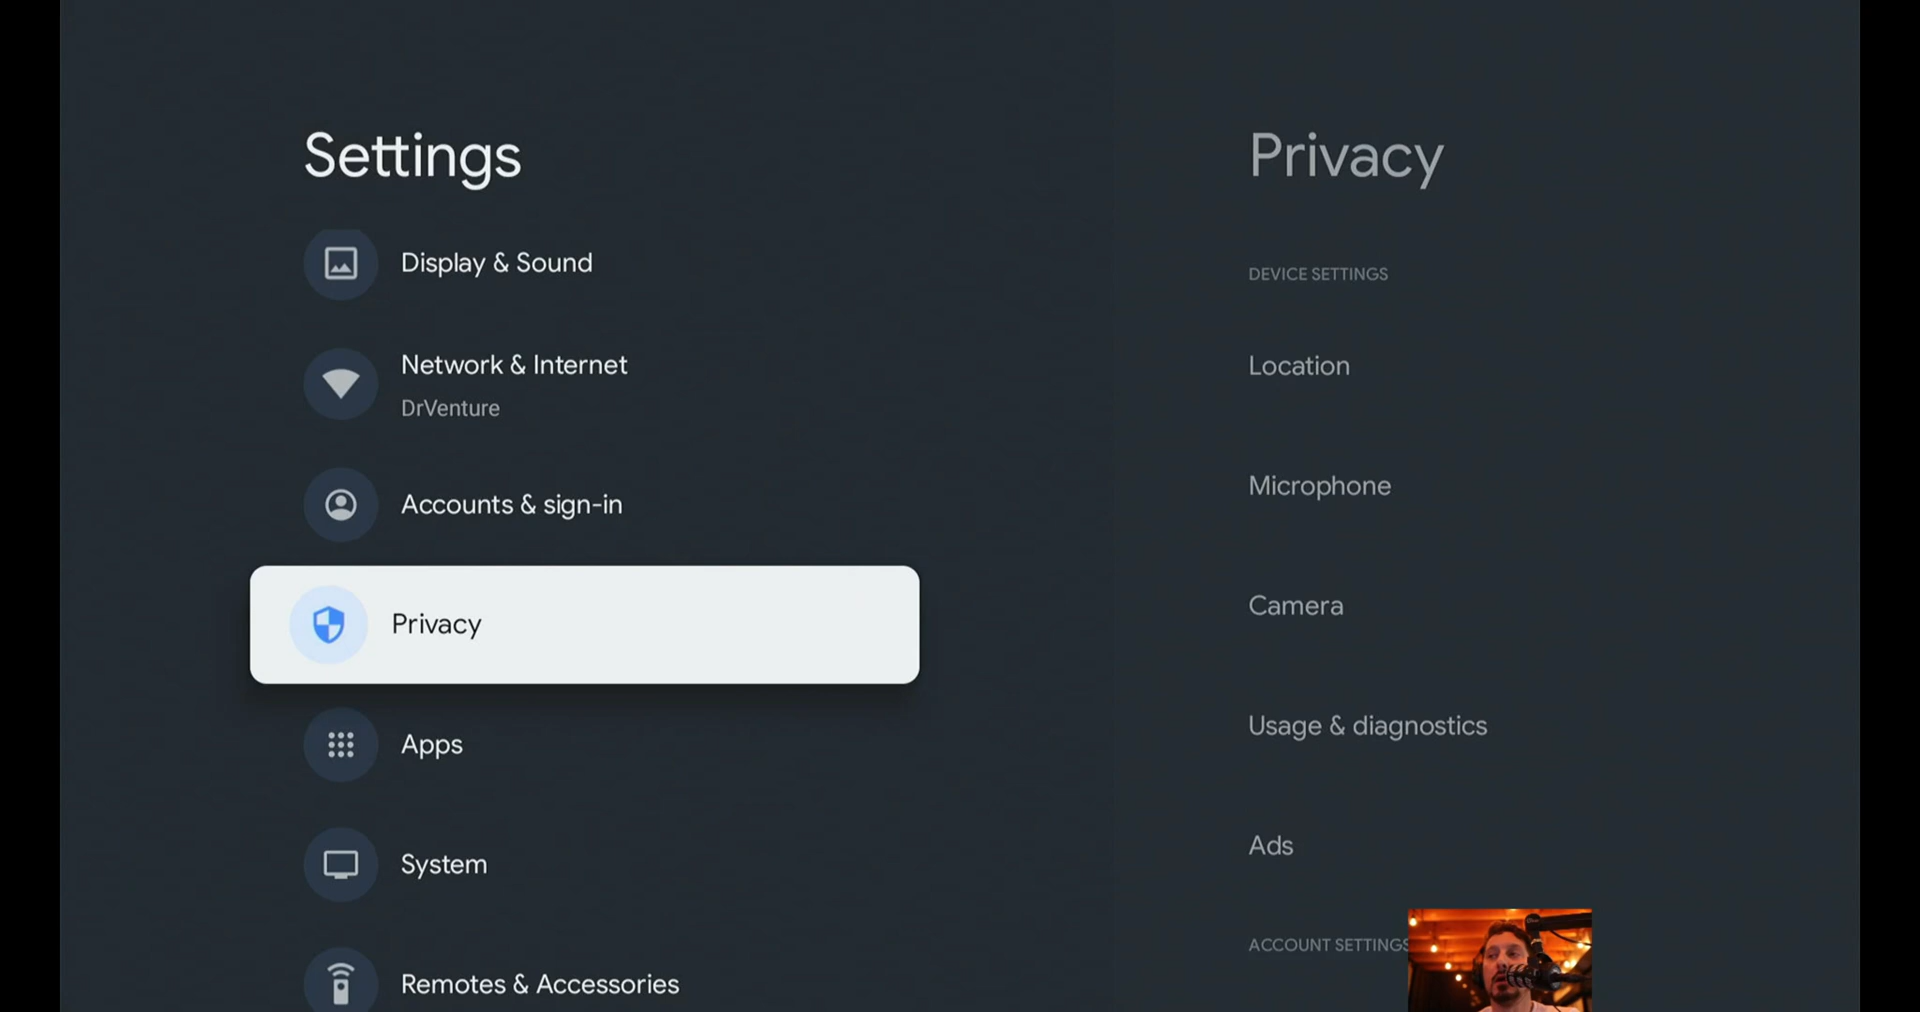 Settings
Display & Sound
Network & Internet
DrVenture
Accounts & sign-in
Privacy
Apps
System
Remotes & Accessories
Privacy
DEVICE SETTINGS
Location
Microphone
Camera
Usage & diagnostics
Ads
ACCOUNT SETTINGS